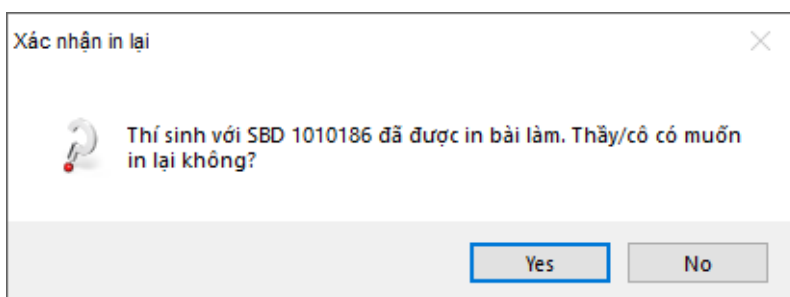 Xác nhận in lại
Thí sinh với SBD 1010186 đã được in bài làm. Thầy/cô có muốn
in lại không?
Yes
No